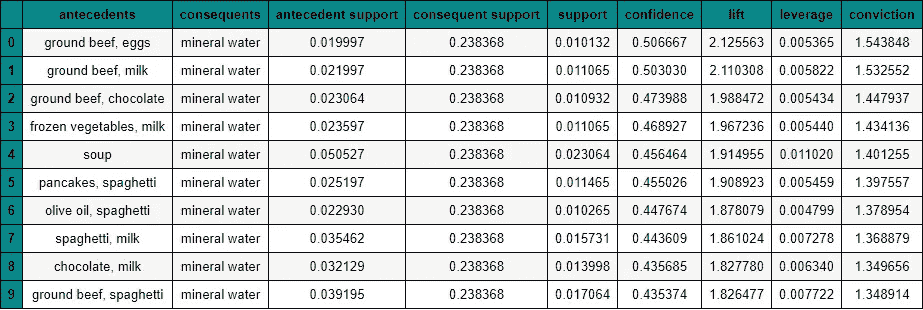 antecedents consequents antecedent support consequent support support confidence lift leverage conviction
0 ground beef, eggs mineral water 0.019997 0.238368 0.010132 0.506667 2.125563 0.005365 1.543848
1 ground beef, milk mineral water 0.021997 0.238368 0.011065 0.503030 2.110308 0.005822 1.532552
2 ground beef, chocolate mineral water 0.023064 0.238368 0.010932 0.473988 1.988472 0.005434 1.447937
3 frozen vegetables, milk mineral water 0.023597 0.238368 0.011065 0.468927 1.967236 0.005440 1.434136
4 soup mineral water 0.050527 0.238368 0.023064 0.456464 1.914955 0.011020 1.401255
5 pancakes, spaghetti mineral water 0.025197 0.238368 0.011465 0.455026 1.908923 0.005459 1.397557
6 olive oil, spaghetti mineral water 0.022930 0.238368 0.010265 0.447674 1.878079 0.004799 1.378954
7 spaghetti, milk mineral water 0.035462 0.238368 0.015731 0.443609 1.861024 0.007278 1.368879
8 chocolate, milk mineral water 0.032129 0.238368 0.013998 0.435685 1.827780 0.006340 1.349656
9 ground beef, spaghetti mineral water 0.039195 0.238368 0.017064 0.435374 1.826477 0.007722 1.348914